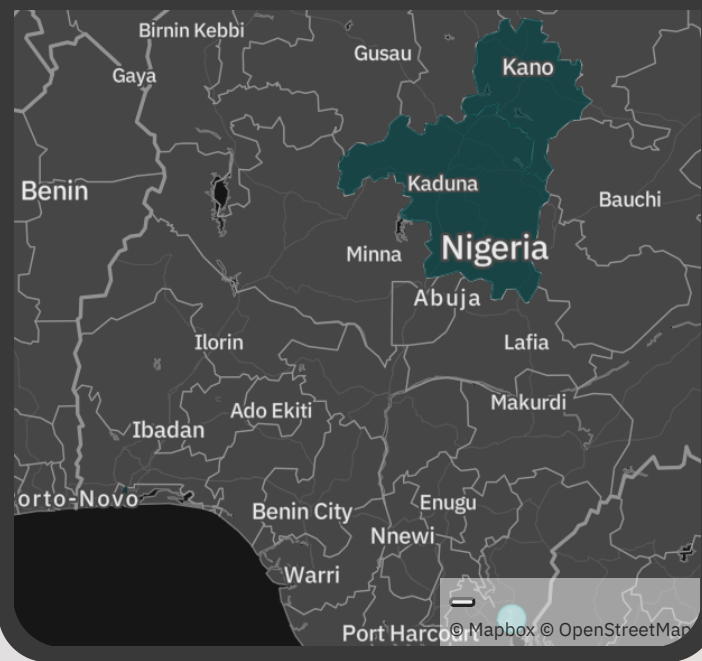 Birnin Kebbi
Gusau
Kano
Gaya
Benin
Kaduna
Bauchi
Minna
Nigeria
Abuja
Ilorin
Lafia
Ado Ekiti
Makurdi
Ibadan
orto-Novo
Benin City
Enugu
Nnewi
Warri
Port Harcourt
© Mapbox © OpenStreetMap